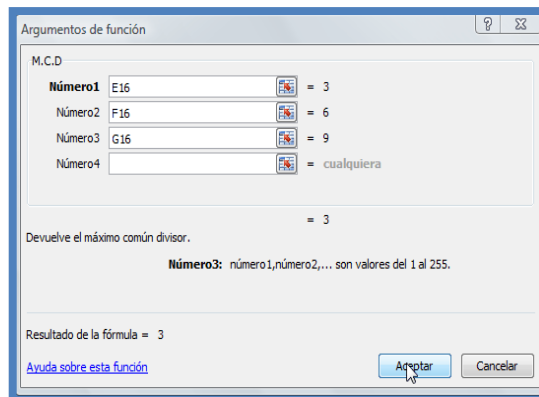 Argumentos de función
M.C.D
Número1 E16 = 3
Número2 F16 = 6
Número3 G16 = 9
Número4 = cualquiera
= 3
Devuelve el máximo común divisor.
Número3: número1,número2,... son valores del 1 al 255.
Resultado de la fórmula = 3
Ayuda sobre esta función
Aceptar Cancelar